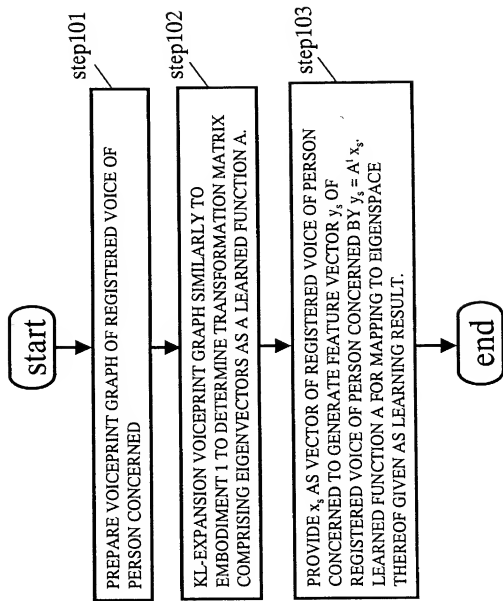 start
step101
PREPARE VOICEPRINT GRAPH OF REGISTERED VOICE OF
PERSON CONCERNED
step102
KL-EXPANSION VOICEPRINT GRAPH SIMILARLY TO
EMBODIMENT 1 TO DETERMINE TRANSFORMATION MATRIX
COMPRISING EIGENVECTORS AS A LEARNED FUNCTION A.
step103
PROVIDE xₛ AS VECTOR OF REGISTERED VOICE OF PERSON
CONCERNED TO GENERATE FEATURE VECTOR yₛ OF
REGISTERED VOICE OF PERSON CONCERNED BY yₛ = Aᵗ xₛ.
LEARNED FUNCTION A FOR MAPPING TO EIGENSPACE
THEREOF GIVEN AS LEARNING RESULT.
end